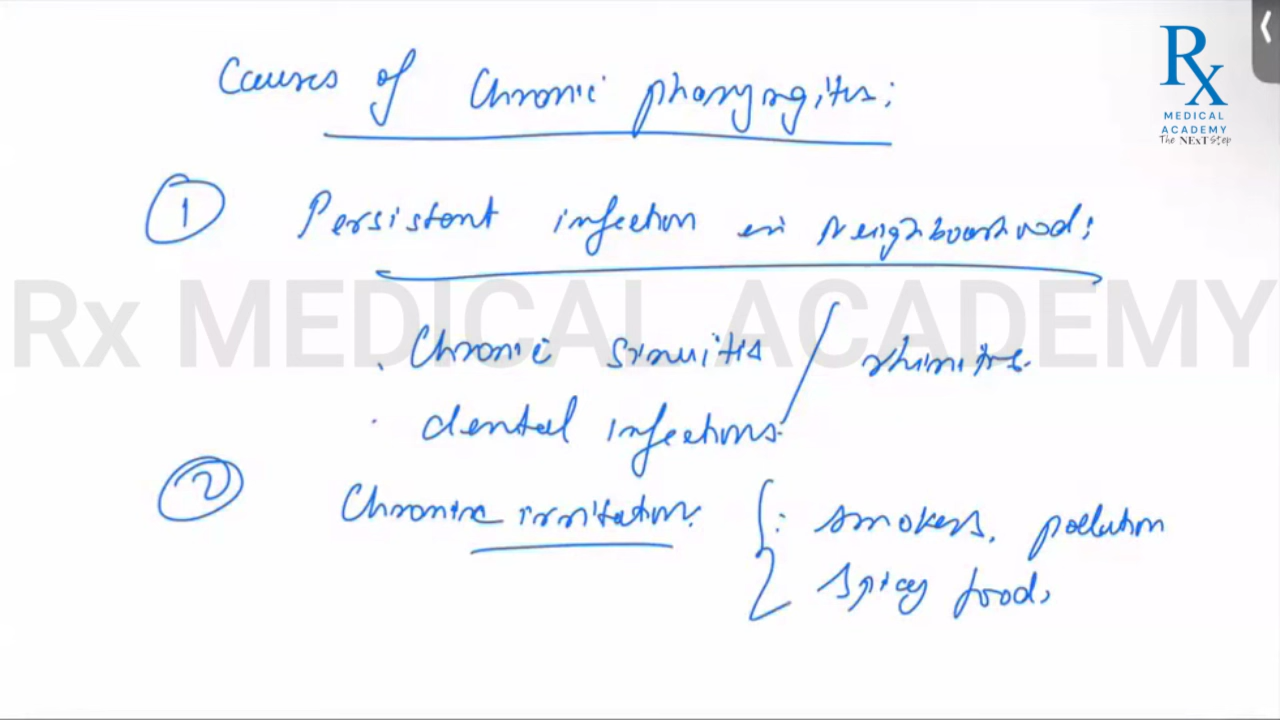 Causes of Chronic pharyngitis:
Rx
MEDICAL
ACADEMY
The NExT Step
1 Persistent infection in Neighbourhood:
Rx MEDICAL ACADEMY
. Chronic sinuitis / rhinitis.
. dental infections.
2 Chronic irritation. { : smokers, pollution
spicy food,